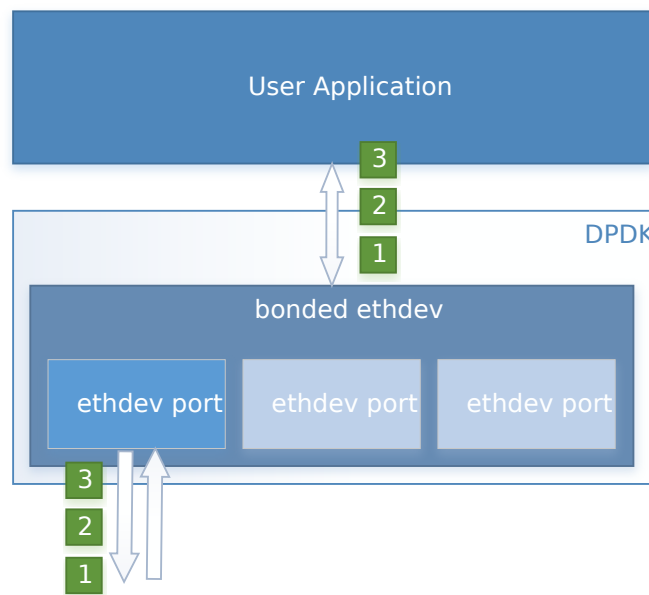 User Application
3
2
1
DPDK
bonded ethdev
ethdev port
ethdev port
ethdev port
3
2
1